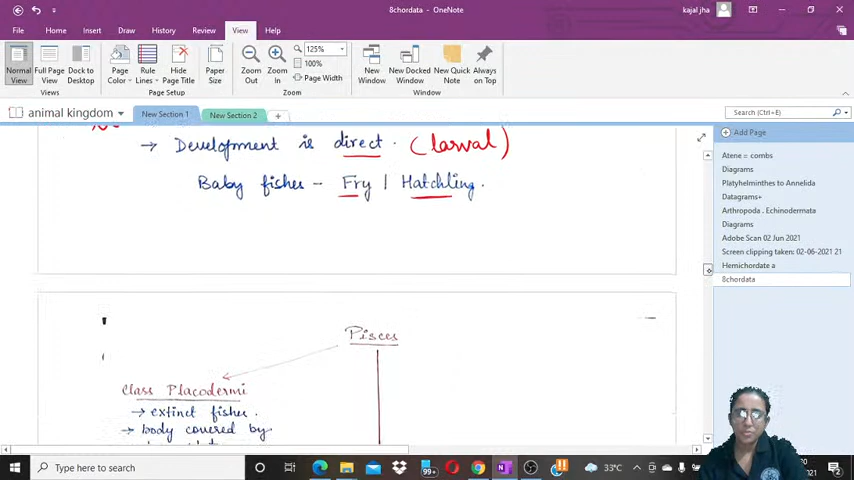 8chordata - OneNote
kajal jha
File Home Insert Draw History Review View Help
125%
100%
Page Width
Normal View
Full Page View
Dock to Desktop
Page Color
Rule Lines
Hide Page Title
Paper Size
Zoom Out
Zoom In
New Window
New Docked Window
New Quick Note
Always on Top
Views
Page Setup
Zoom
Window
animal kingdom
New Section 1
New Section 2
+
Search (Ctrl+E)
→ Development is direct. (larval)
Baby fisher - Fry | Hatchling.
Pisces
Class Placodermi
→ extinct fisher.
→ body covered by
Add Page
Atene = combs
Diagrams
Platyhelminthes to Annelida
Datagrams+
Arthropoda . Echinodermata
Diagrams
Adobe Scan 02 Jun 2021
Screen clipping taken: 02-06-2021 21
Hemichordate a
8chordata
Type here to search
99+
33°C
2